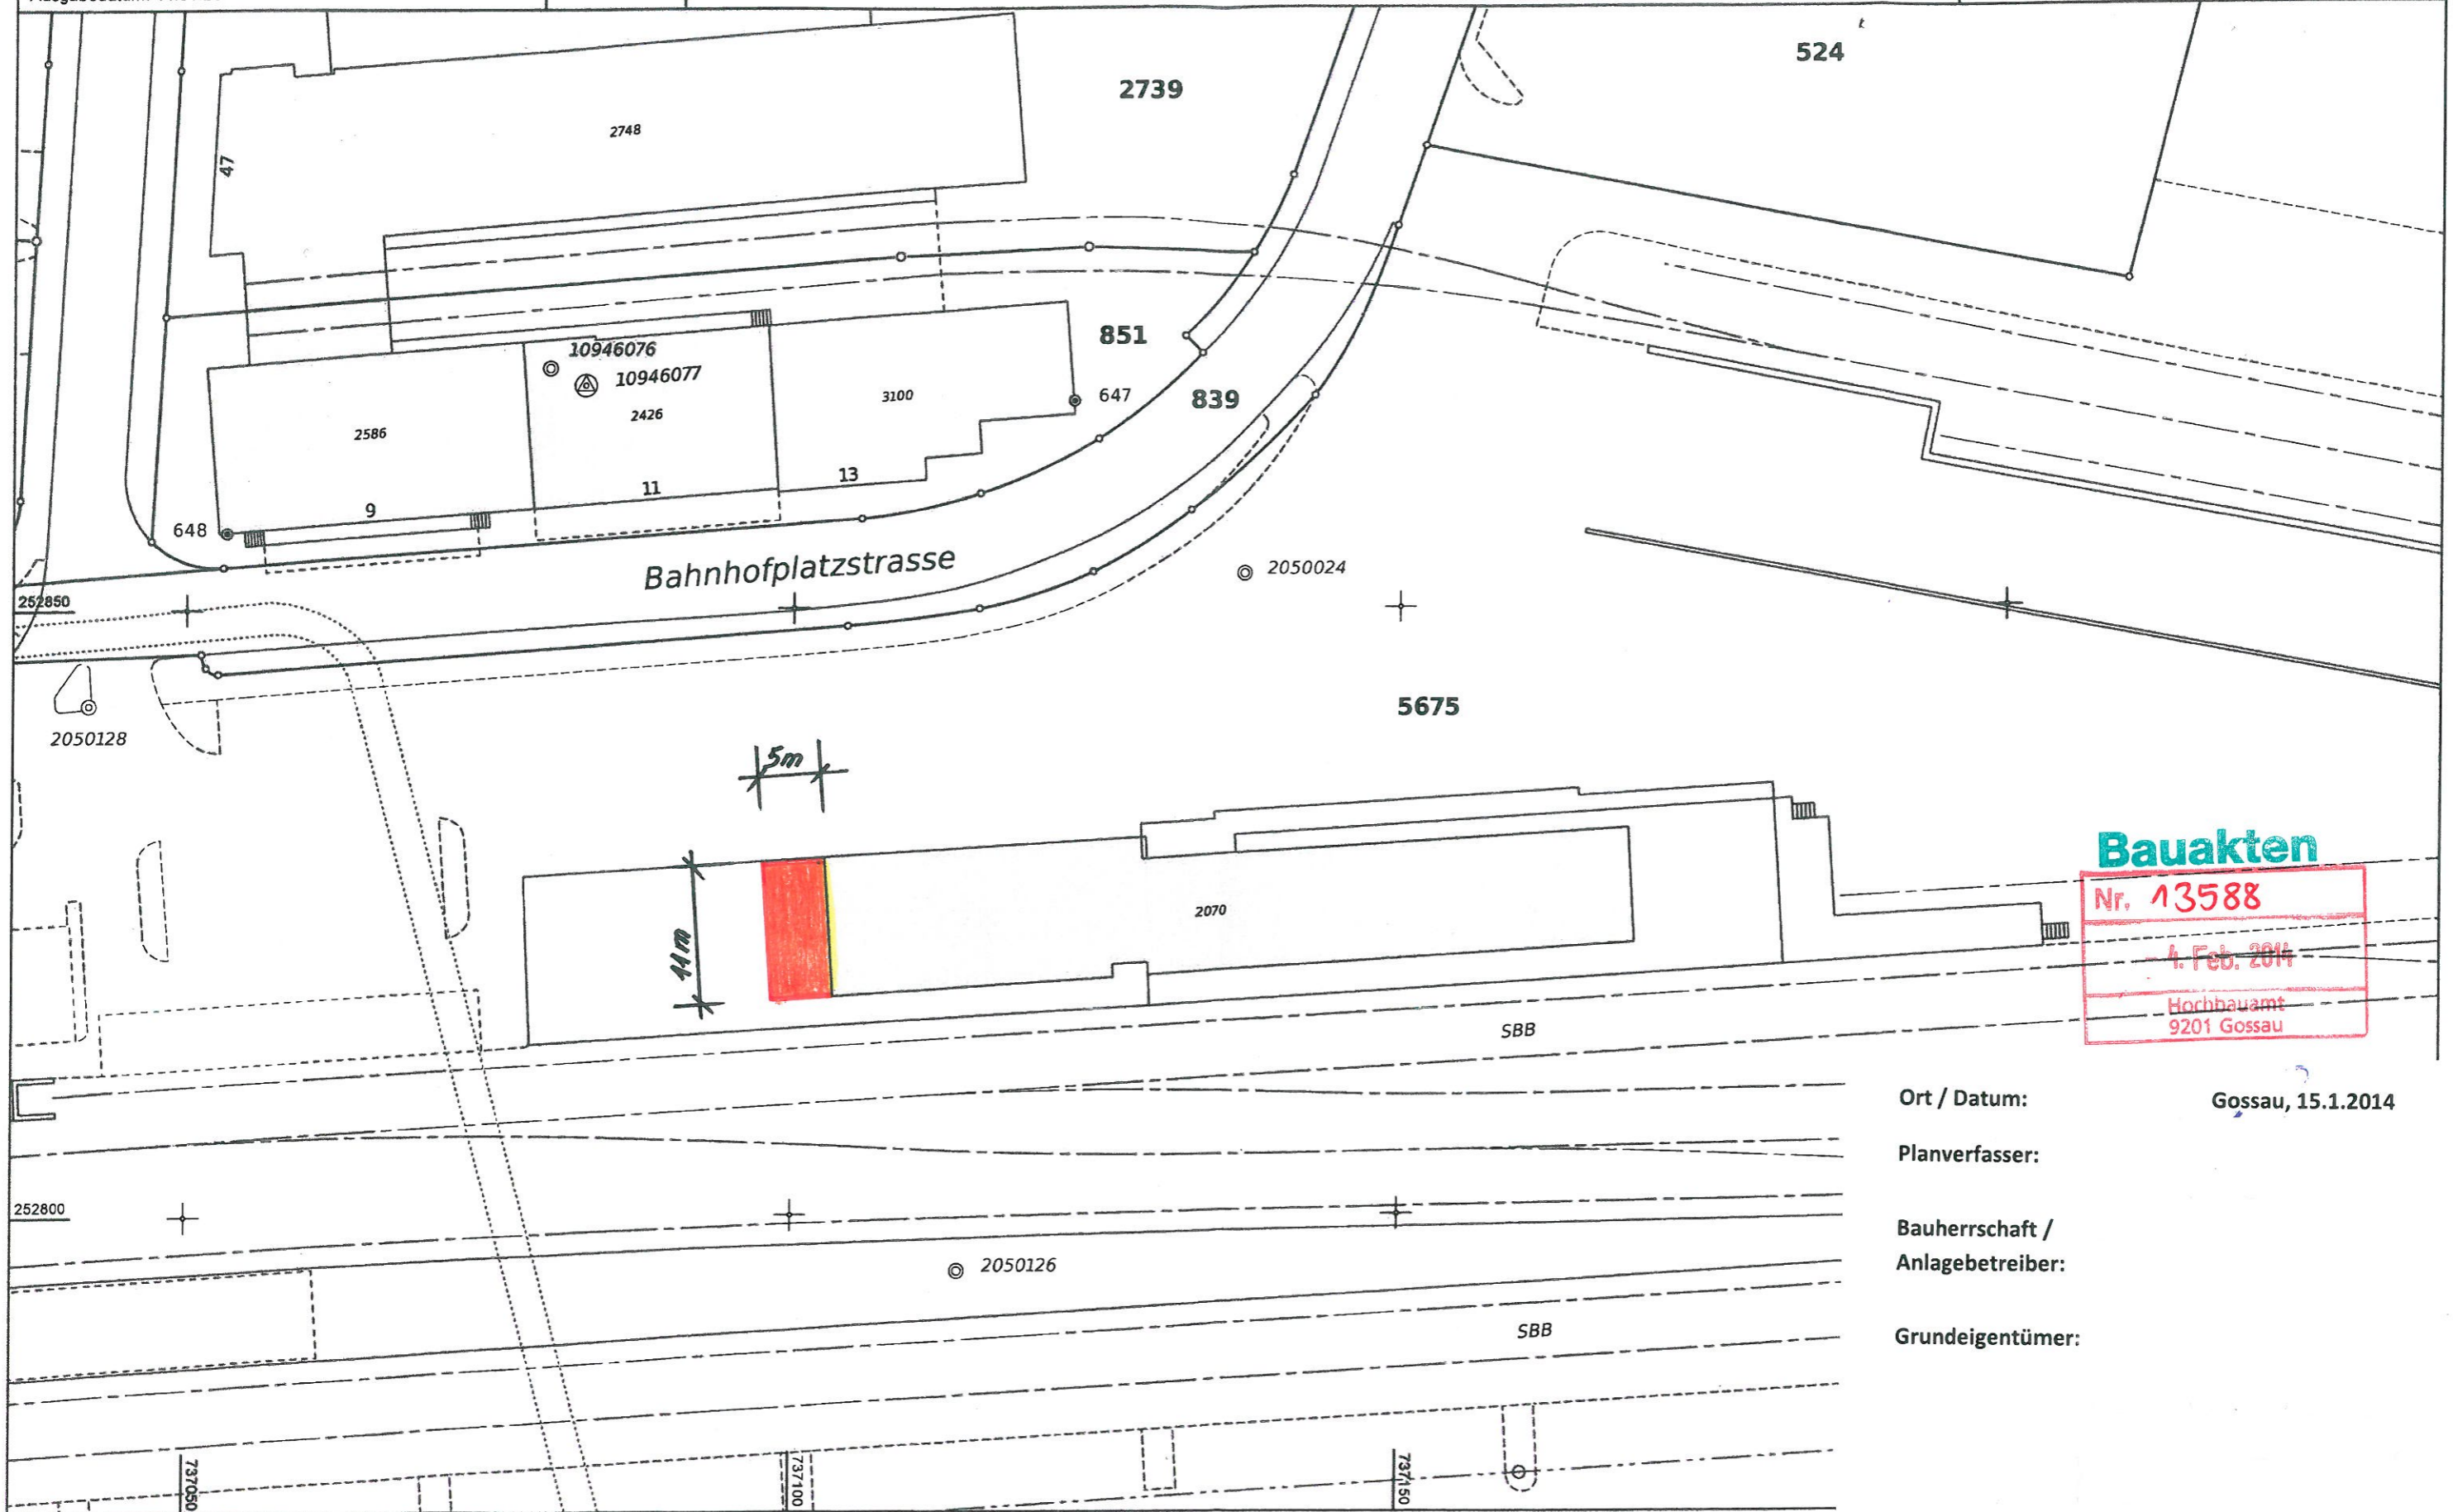 524
2739
2748
47
851
10946076
10946077
2426
3100
647
839
2586
13
11
9
648
Bahnhofplatzstrasse
2050024
252850
5675
2050128
5m
Bauakten
Nr. 13588
- 4. Feb. 2014
Hochbauamt
9201 Gossau
2070
11m
SBB
Ort / Datum: Gossau, 15.1.2014
Planverfasser:
252800
Bauherrschaft /
Anlagebetreiber:
2050126
SBB
Grundeigentümer:
737050
737100
737150